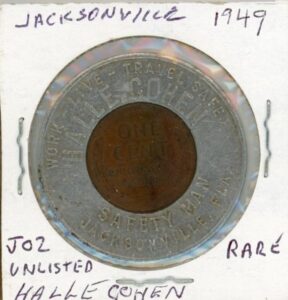 JACKSONVILLE 1949
WORK SAFE - TRAVEL SAFE
HALLE COHEN
ONE
CENT
SAFETY MAN
JACKSONVILLE, FLA.
J02 RARE
UNLISTED
HALLE COHEN